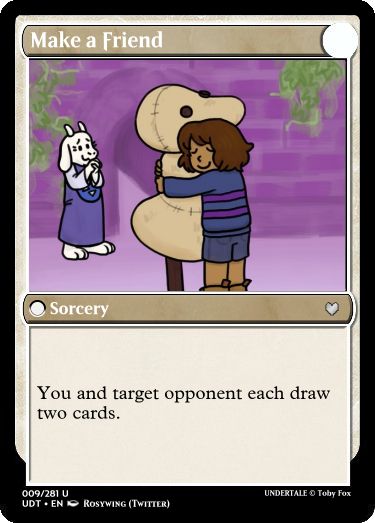 Make a Friend
Sorcery
You and target opponent each draw
two cards.
009/281 U
UNDERTALE © Toby Fox
UDT • EN Rosywing (Twitter)